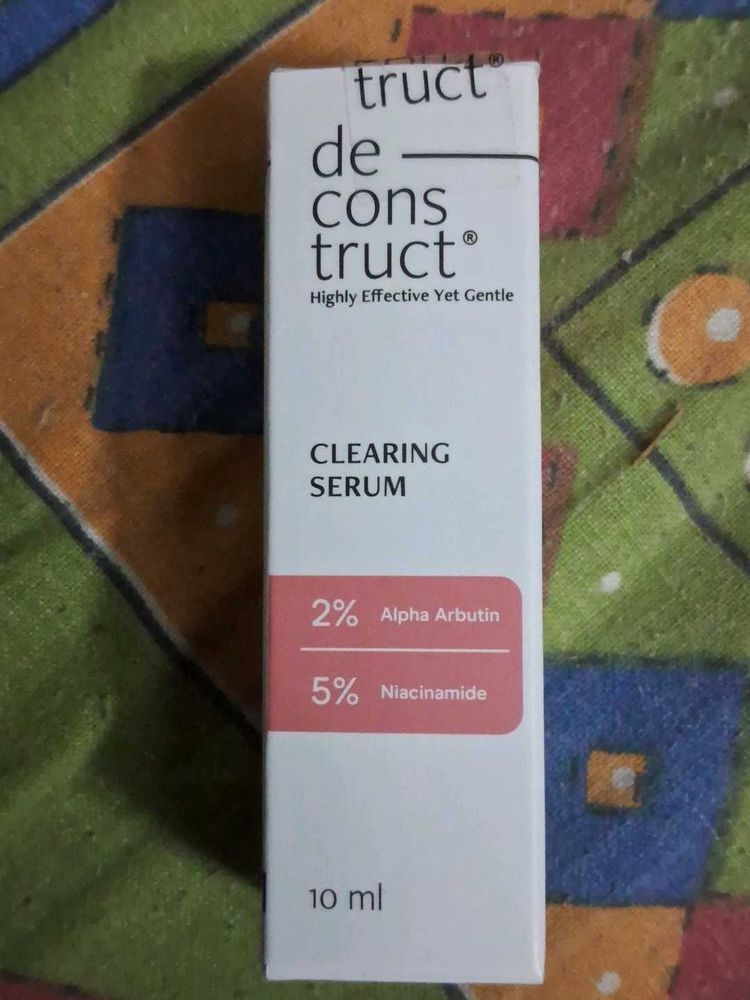 truct®
de
cons
truct®
Highly Effective Yet Gentle
CLEARING
SERUM
2% Alpha Arbutin
5% Niacinamide
10 ml